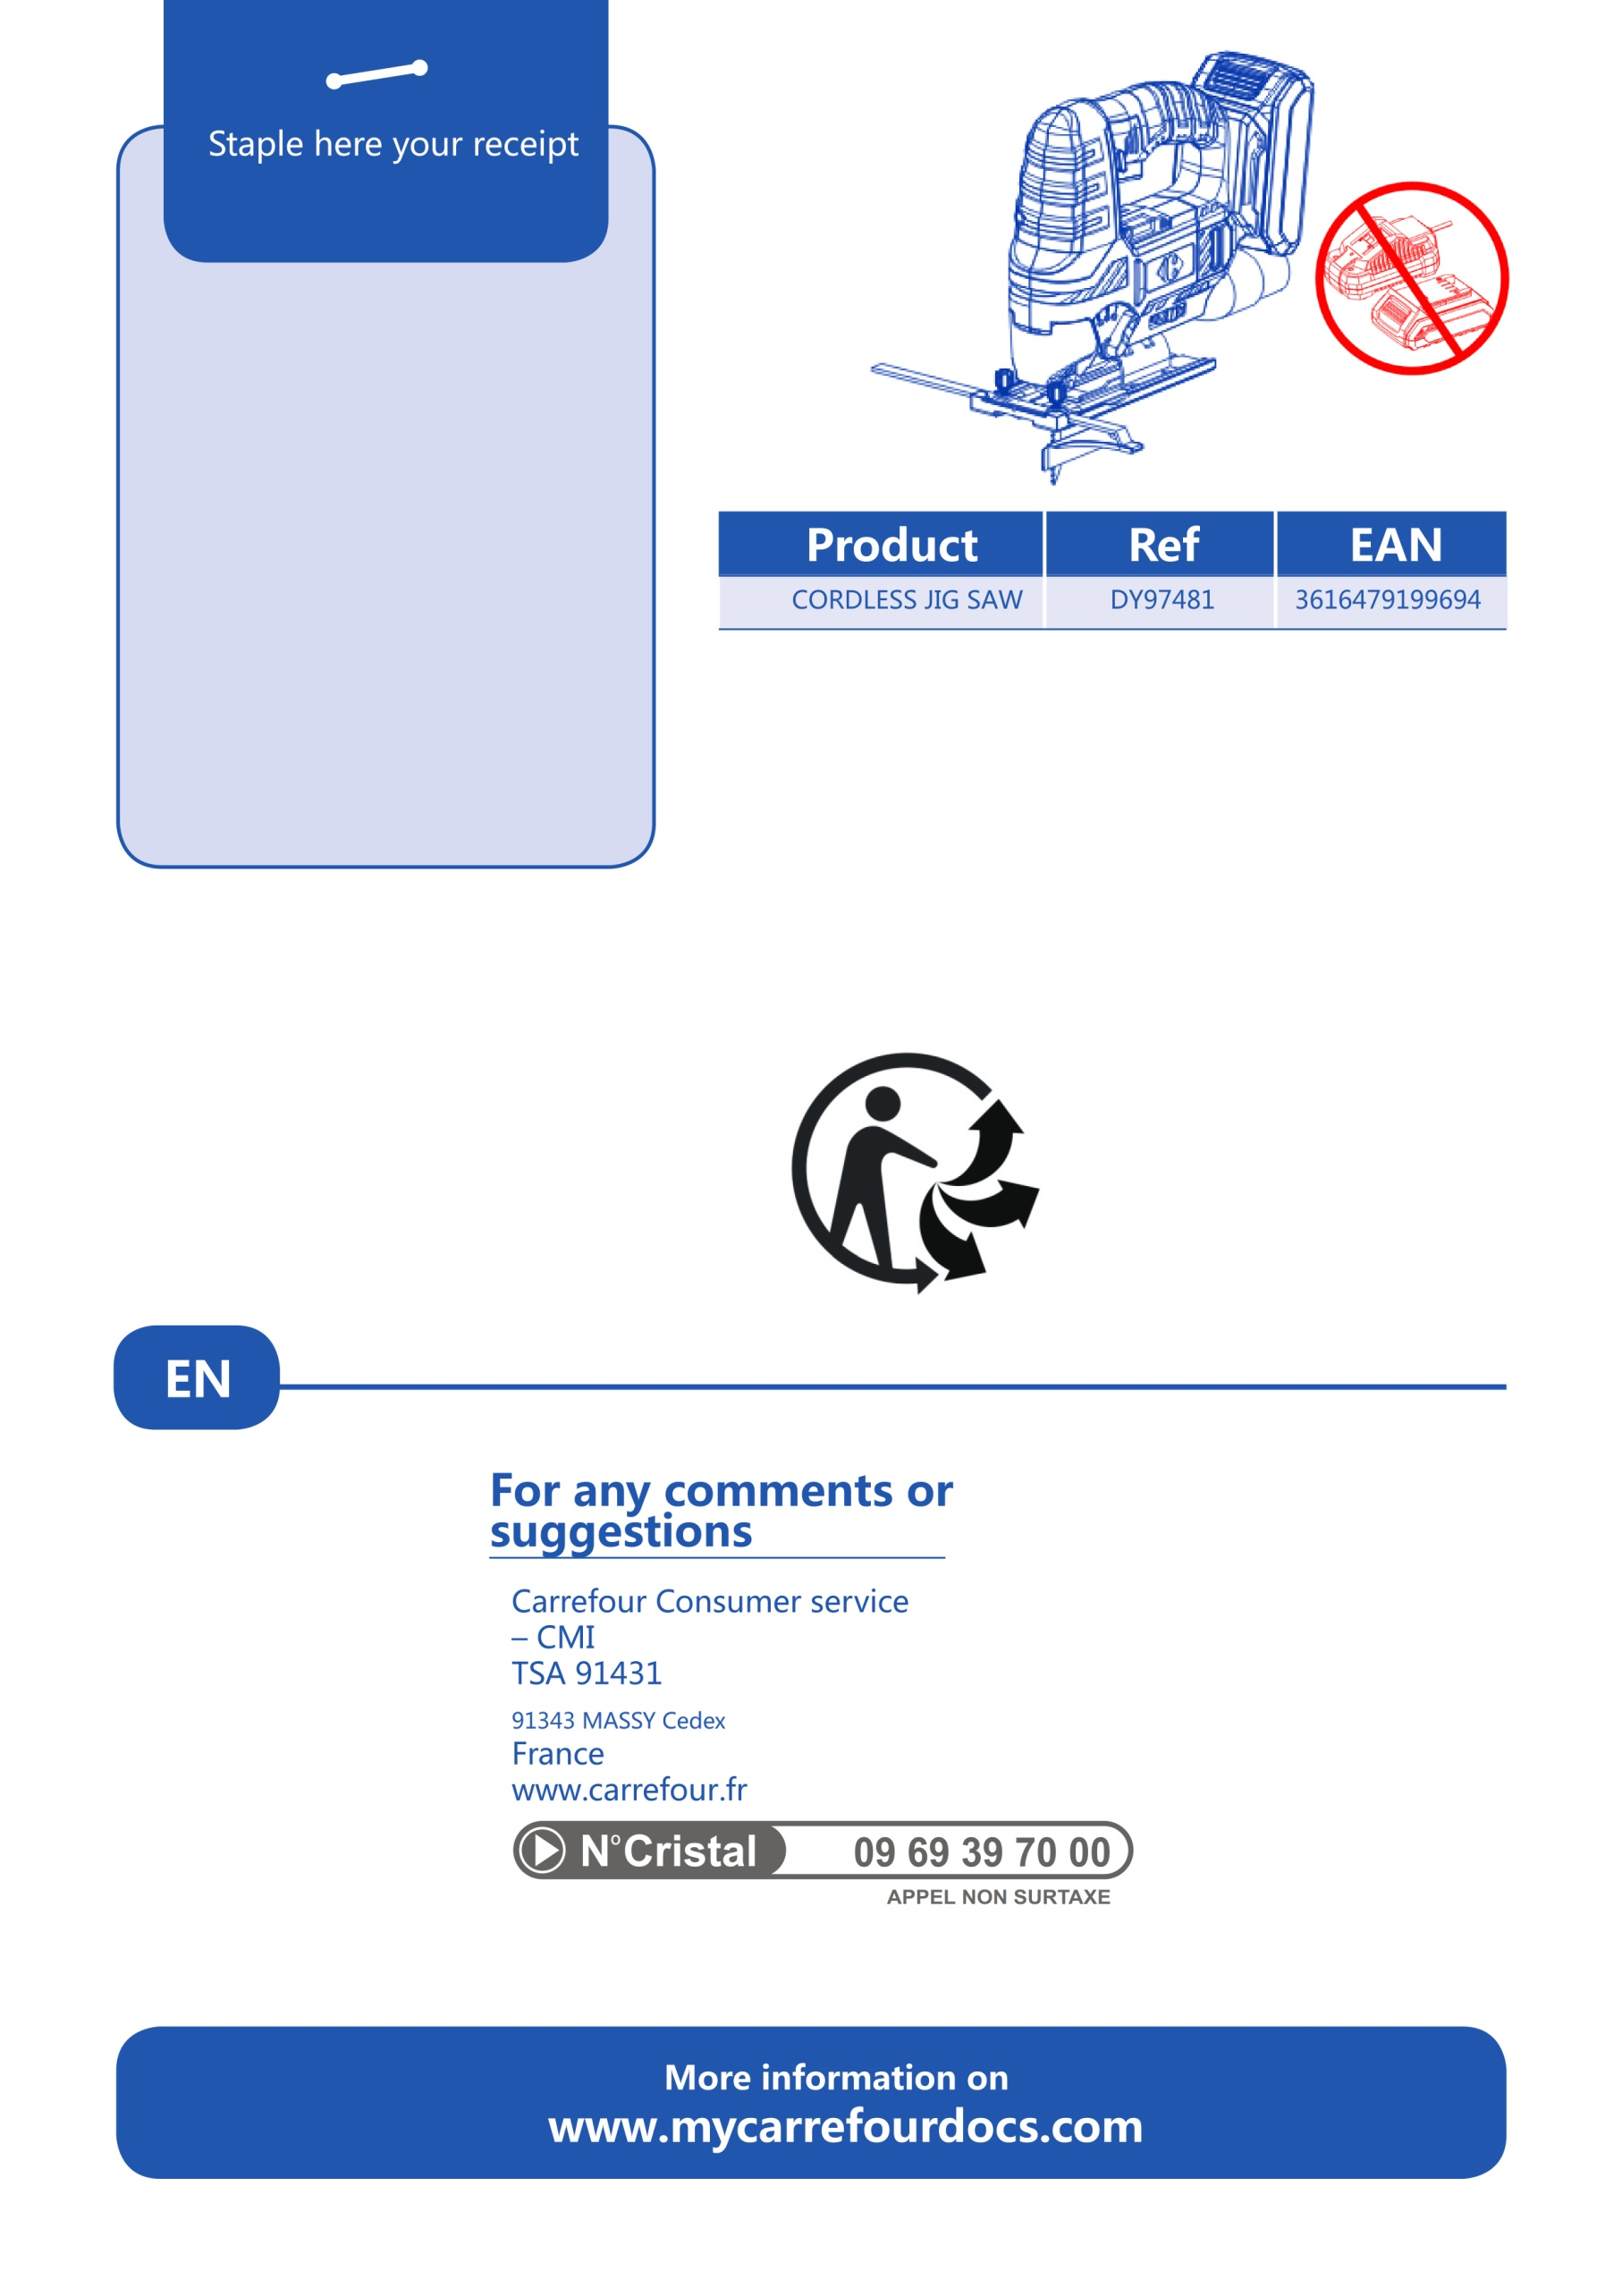 Staple here your receipt
Product Ref EAN
CORDLESS JIG SAW DY97481 3616479199694
EN
For any comments or
suggestions
Carrefour Consumer service
– CMI
TSA 91431
91343 MASSY Cedex
France
www.carrefour.fr
N°Cristal 09 69 39 70 00
APPEL NON SURTAXE
More information on
www.mycarrefourdocs.com